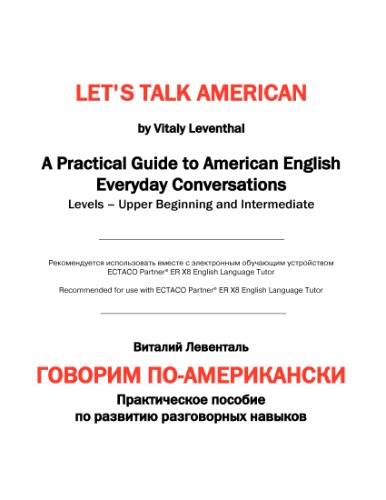 LET'S TALK AMERICAN
by Vitaly Leventhal
A Practical Guide to American English
Everyday Conversations
Levels – Upper Beginning and Intermediate
Рекомендуется использовать вместе с электронным обучающим устройством
ECTACO Partner® ER X8 English Language Tutor
Recommended for use with ECTACO Partner® ER X8 English Language Tutor
Виталий Левенталь
ГОВОРИМ ПО-АМЕРИКАНСКИ
Практическое пособие
по развитию разговорных навыков